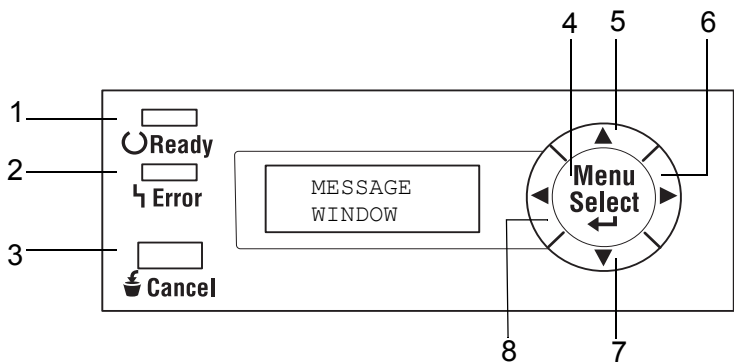 4 5 6
1
Ready
2
Error
3
Cancel
MESSAGE
WINDOW
Menu
Select
8 7